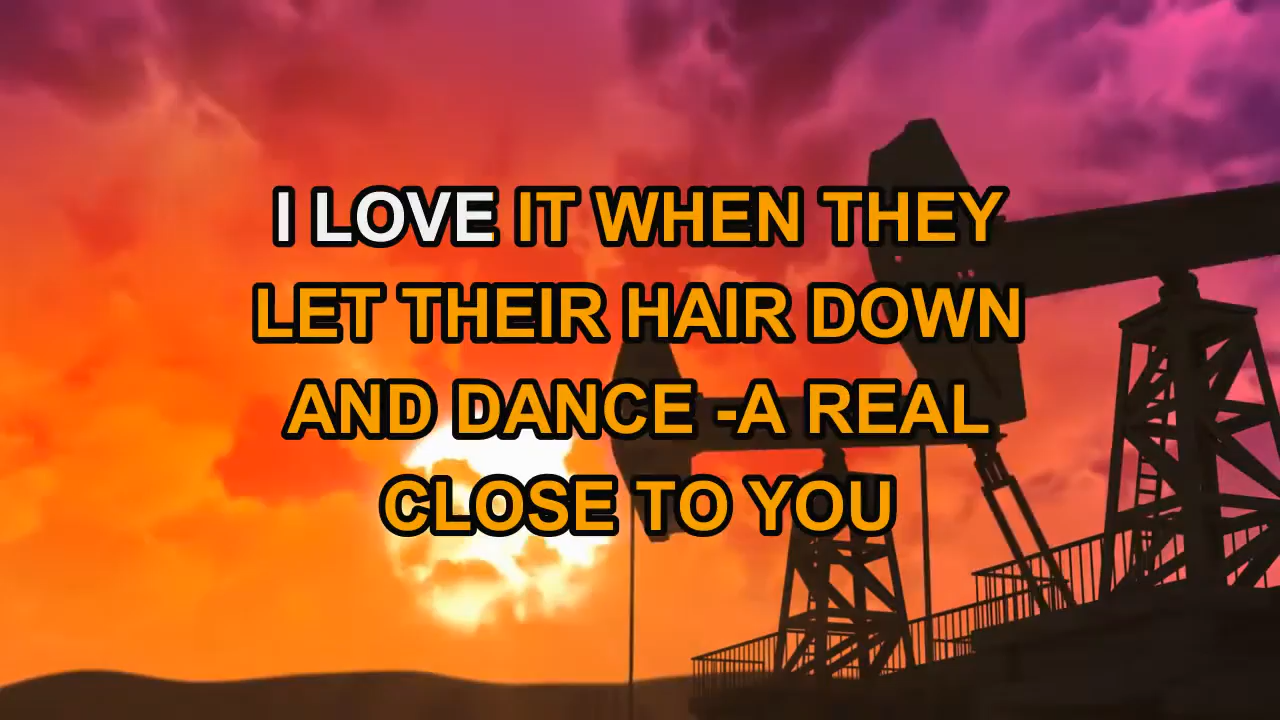 I LOVE IT WHEN THEY
LET THEIR HAIR DOWN
AND DANCE -A REAL
CLOSE TO YOU